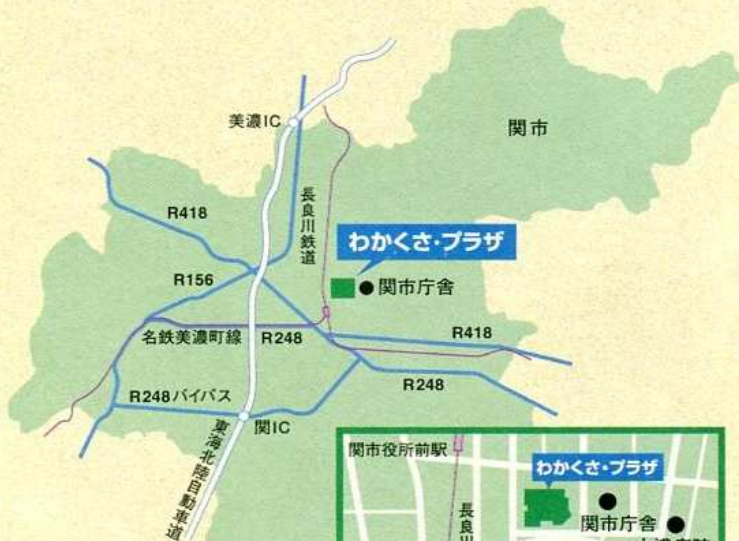 関市
美濃IC
長良川鉄道
R418
わかくさ・プラザ
R156
関市庁舎
名鉄美濃町線
R248
R418
R248
R248バイパス
関IC
東海北陸自動車道
関市役所前駅
わかくさ・プラザ
長良川
関市庁舎